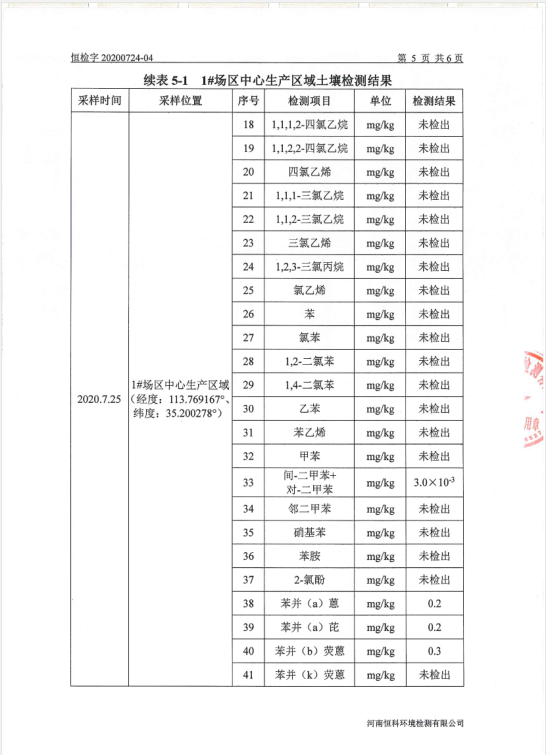 恒检字 20200724-04
第 5 页 共 6 页
续表 5-1 1#场区中心生产区域土壤检测结果
采样时间 采样位置 序号 检测项目 单位 检测结果
18 1,1,1,2-四氯乙烷 mg/kg 未检出
19 1,1,2,2-四氯乙烷 mg/kg 未检出
20 四氯乙烯 mg/kg 未检出
21 1,1,1-三氯乙烷 mg/kg 未检出
22 1,1,2-三氯乙烷 mg/kg 未检出
23 三氯乙烯 mg/kg 未检出
24 1,2,3-三氯丙烷 mg/kg 未检出
25 氯乙烯 mg/kg 未检出
26 苯 mg/kg 未检出
27 氯苯 mg/kg 未检出
28 1,2-二氯苯 mg/kg 未检出
2020.7.25
1#场区中心生产区域
（经度：113.769167°、
纬度：35.200278°）
29 1,4-二氯苯 mg/kg 未检出
30 乙苯 mg/kg 未检出
31 苯乙烯 mg/kg 未检出
32 甲苯 mg/kg 未检出
33 间-二甲苯+
对-二甲苯 mg/kg 3.0×10⁻³
34 邻二甲苯 mg/kg 未检出
35 硝基苯 mg/kg 未检出
36 苯胺 mg/kg 未检出
37 2-氯酚 mg/kg 未检出
38 苯并（a）蒽 mg/kg 0.2
39 苯并（a）芘 mg/kg 0.2
40 苯并（b）荧蒽 mg/kg 0.3
41 苯并（k）荧蒽 mg/kg 未检出
用章
河南恒科环境检测有限公司